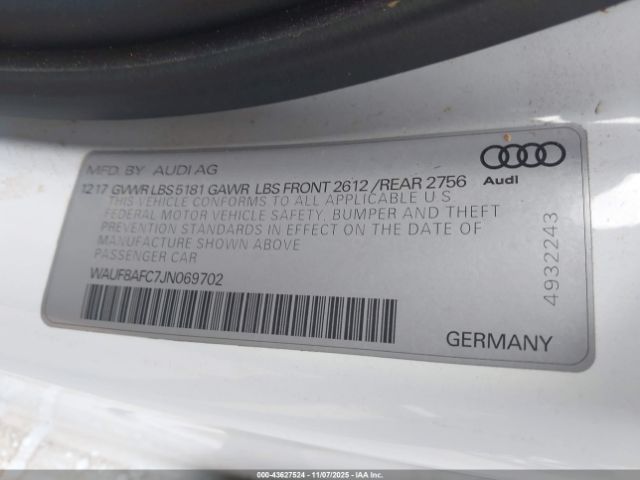 MFD. BY AUDI AG
12 17 GVWR LBS 5181 GAWR LBS FRONT 2612 / REAR 2756
THIS VEHICLE CONFORMS TO ALL APPLICABLE U S
FEDERAL MOTOR VEHICLE SAFETY, BUMPER AND THEFT
PREVENTION STANDARDS IN EFFECT ON THE DATE OF
MANUFACTURE SHOWN ABOVE
PASSENGER CAR
WAUF8AFC7JN069702
Audi
4932243
GERMANY
000-43627524 | 11/07/2025 | IAA Inc.